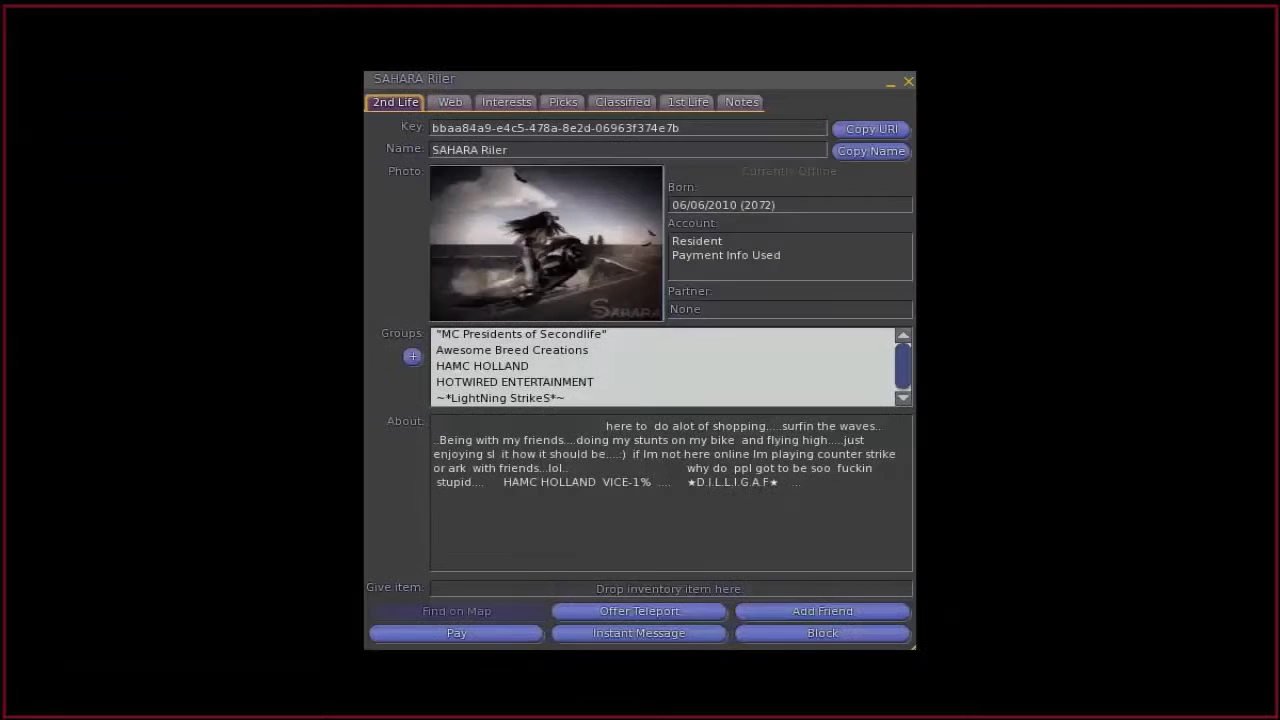 SAHARA Riler
2nd Life Web Interests Picks Classified 1st Life Notes
Key: bbaa84a9-e4c5-478a-8e2d-06963f374e7b Copy URI
Name: SAHARA Riler Copy Name
Photo: Currently Offline
Born:
06/06/2010 (2072)
Account:
Resident
Payment Info Used
Partner:
None
SAHARA
Groups: "MC Presidents of Secondlife"
+ Awesome Breed Creations
HAMC HOLLAND
HOTWIRED ENTERTAINMENT
~*LightNing StrikeS*~
About: here to do alot of shopping.....surfin the waves..
..Being with my friends....doing my stunts on my bike and flying high.....just
enjoying sl it how it should be....:) if Im not here online Im playing counter strike
or ark with friends...lol.. why do ppl got to be soo fuckin
stupid.... HAMC HOLLAND VICE-1% .... ★D.I.L.L.I.G.A.F★ ...
Give item: Drop inventory item here.
Find on Map Offer Teleport Add Friend
Pay Instant Message Block